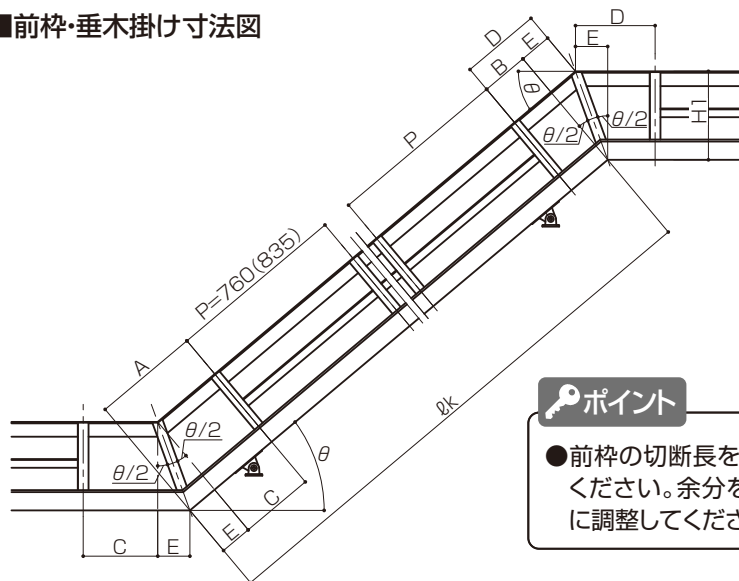 ■前枠・垂木掛け寸法図
D
E
B
θ
P
D
E
θ/2
θ/2
H1
P=760(835)
A
ℓk
θ/2
θ/2
θ
C
E
C
E
ポイント
●前枠の切断長を
ください。余分を
に調整してくださ